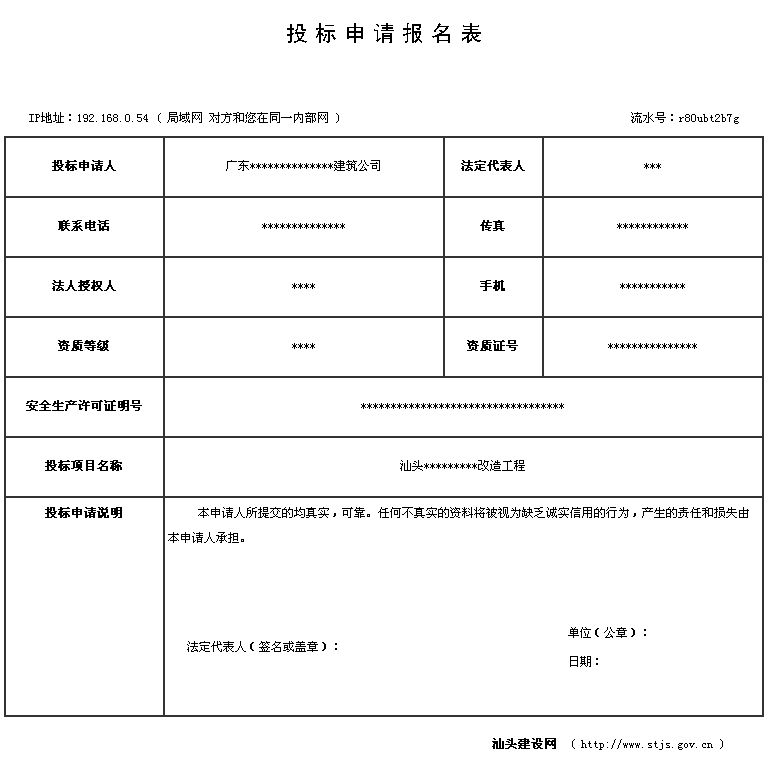 投标申请报名表
IP地址：192.168.0.54 ( 局域网 对方和您在同一内部网 )
流水号：r80ubt2b7g
投标申请人 广东**************建筑公司 法定代表人 ***
联系电话 ************** 传真 ************
法人授权人 **** 手机 ***********
资质等级 **** 资质证号 ***************
安全生产许可证明号 **********************************
投标项目名称 汕头*********改造工程
投标申请说明 本申请人所提交的均真实，可靠。任何不真实的资料将被视为缺乏诚实信用的行为，产生的责任和损失由
本申请人承担。
单位(公章)：
法定代表人(签名或盖章)：
日期：
汕头建设网 ( http://www.stjs.gov.cn )